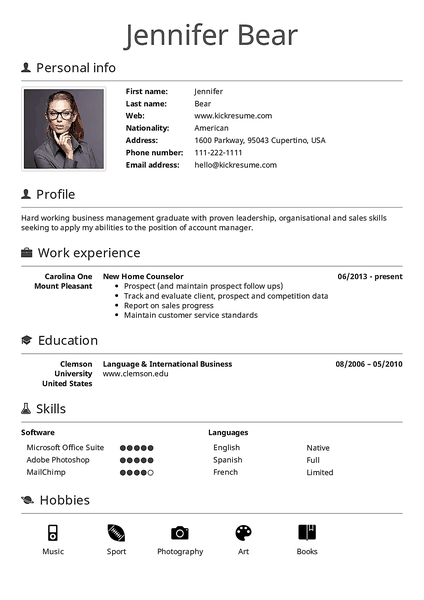 Jennifer Bear
Personal info
First name: Jennifer
Last name: Bear
Web: www.kickresume.com
Nationality: American
Address: 1600 Parkway, 95043 Cupertino, USA
Phone number: 111-222-1111
Email address: hello@kickresume.com
Profile
Hard working business management graduate with proven leadership, organisational and sales skills
seeking to apply my abilities to the position of account manager.
Work experience
Carolina One New Home Counselor 06/2013 - present
Mount Pleasant • Prospect (and maintain prospect follow ups)
• Track and evaluate client, prospect and competition data
• Report on sales progress
• Maintain customer service standards
Education
Clemson Language & International Business 08/2006 – 05/2010
University www.clemson.edu
United States
Skills
Software Languages
Microsoft Office Suite English Native
Adobe Photoshop Spanish Full
MailChimp French Limited
Hobbies
Music Sport Photography Art Books